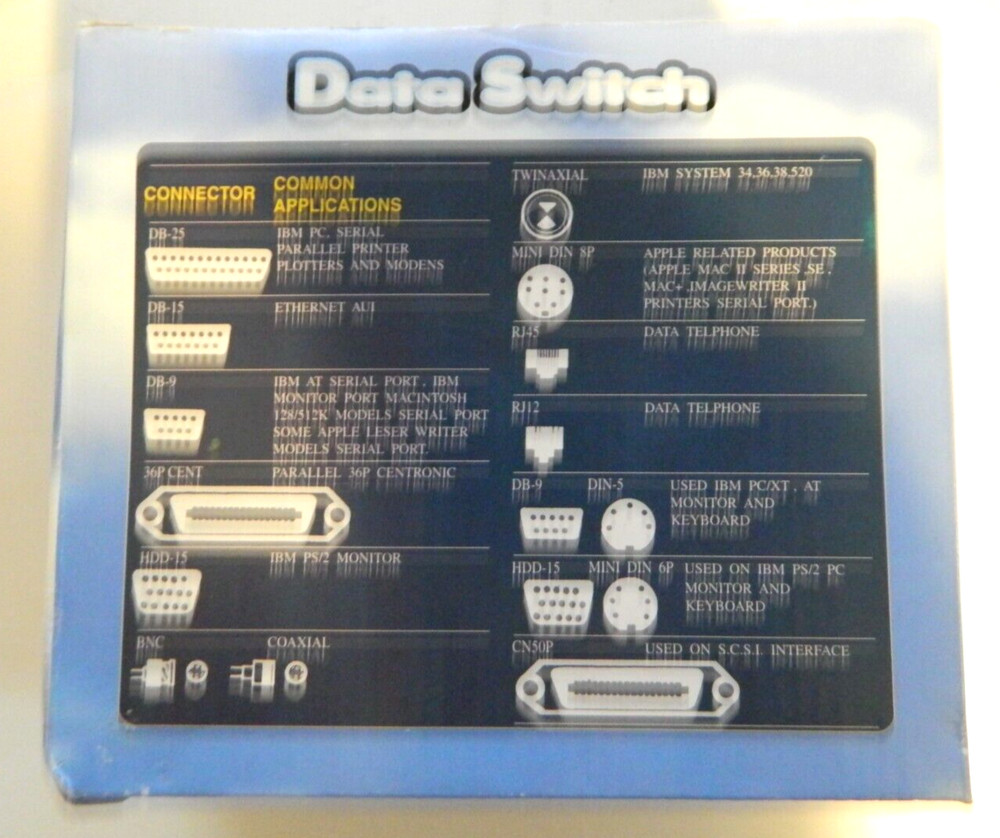 Data Switch
CONNECTOR
COMMON
APPLICATIONS
DB-25
IBM PC, SERIAL
PARALLEL PRINTER
PLOTTERS AND MODENS
DB-15
ETHERNET AUI
DB-9
IBM AT SERIAL PORT , IBM
MONITOR PORT MACINTOSH
128/512K MODELS SERIAL PORT
SOME APPLE LESER WRITER
MODELS SERIAL PORT.
36P CENT
PARALLEL 36P CENTRONIC
HDD-15
IBM PS/2 MONITOR
BNC
COAXIAL
TWINAXIAL
IBM SYSTEM 34,36,38,520
MINI DIN 8P
APPLE RELATED PRODUCTS
(APPLE MAC II SERIES ,SE ,
MAC+ ,IMAGEWRITER II
PRINTERS SERIAL PORT.)
RJ45
DATA TELPHONE
RJ12
DATA TELPHONE
DB-9
DIN-5
USED IBM PC/XT , AT
MONITOR AND
KEYBOARD
HDD-15
MINI DIN 6P
USED ON IBM PS/2 PC
MONITOR AND
KEYBOARD
CN50P
USED ON S.C.S.I. INTERFACE